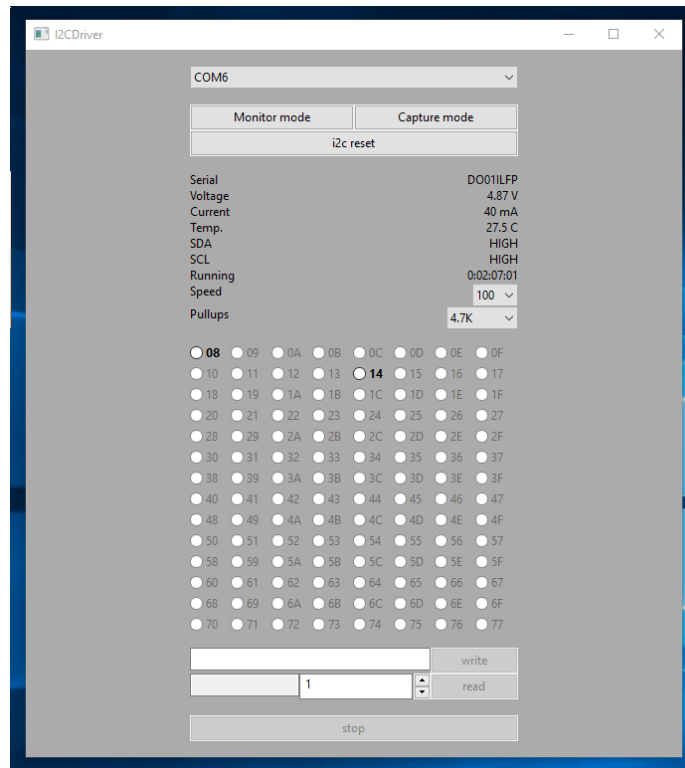 I2CDriver
COM6
Monitor mode Capture mode
i2c reset
Serial DO01ILFP
Voltage 4.87 V
Current 40 mA
Temp. 27.5 C
SDA HIGH
SCL HIGH
Running 0:02:07:01
Speed 100
Pullups 4.7K
08 09 0A 0B 0C 0D 0E 0F
10 11 12 13 14 15 16 17
18 19 1A 1B 1C 1D 1E 1F
20 21 22 23 24 25 26 27
28 29 2A 2B 2C 2D 2E 2F
30 31 32 33 34 35 36 37
38 39 3A 3B 3C 3D 3E 3F
40 41 42 43 44 45 46 47
48 49 4A 4B 4C 4D 4E 4F
50 51 52 53 54 55 56 57
58 59 5A 5B 5C 5D 5E 5F
60 61 62 63 64 65 66 67
68 69 6A 6B 6C 6D 6E 6F
70 71 72 73 74 75 76 77
write
1 read
stop